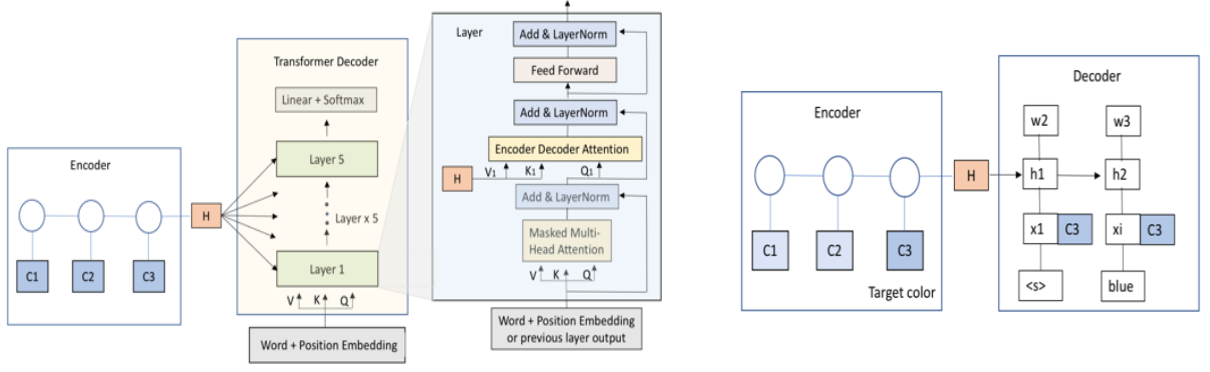 Encoder
C1
C2
C3
H
Transformer Decoder
Linear + Softmax
Layer 5
Layer x 5
Layer 1
V
K
Q
Word + Position Embedding
Layer
Add & LayerNorm
Feed Forward
Add & LayerNorm
Encoder Decoder Attention
H
V1
K1
Q1
Add & LayerNorm
Masked Multi-
Head Attention
V
K
Q
Word + Position Embedding
or previous layer output
Encoder
C1
C2
C3
Target color
H
Decoder
w2
w3
h1
h2
x1
C3
xi
C3
<s>
blue